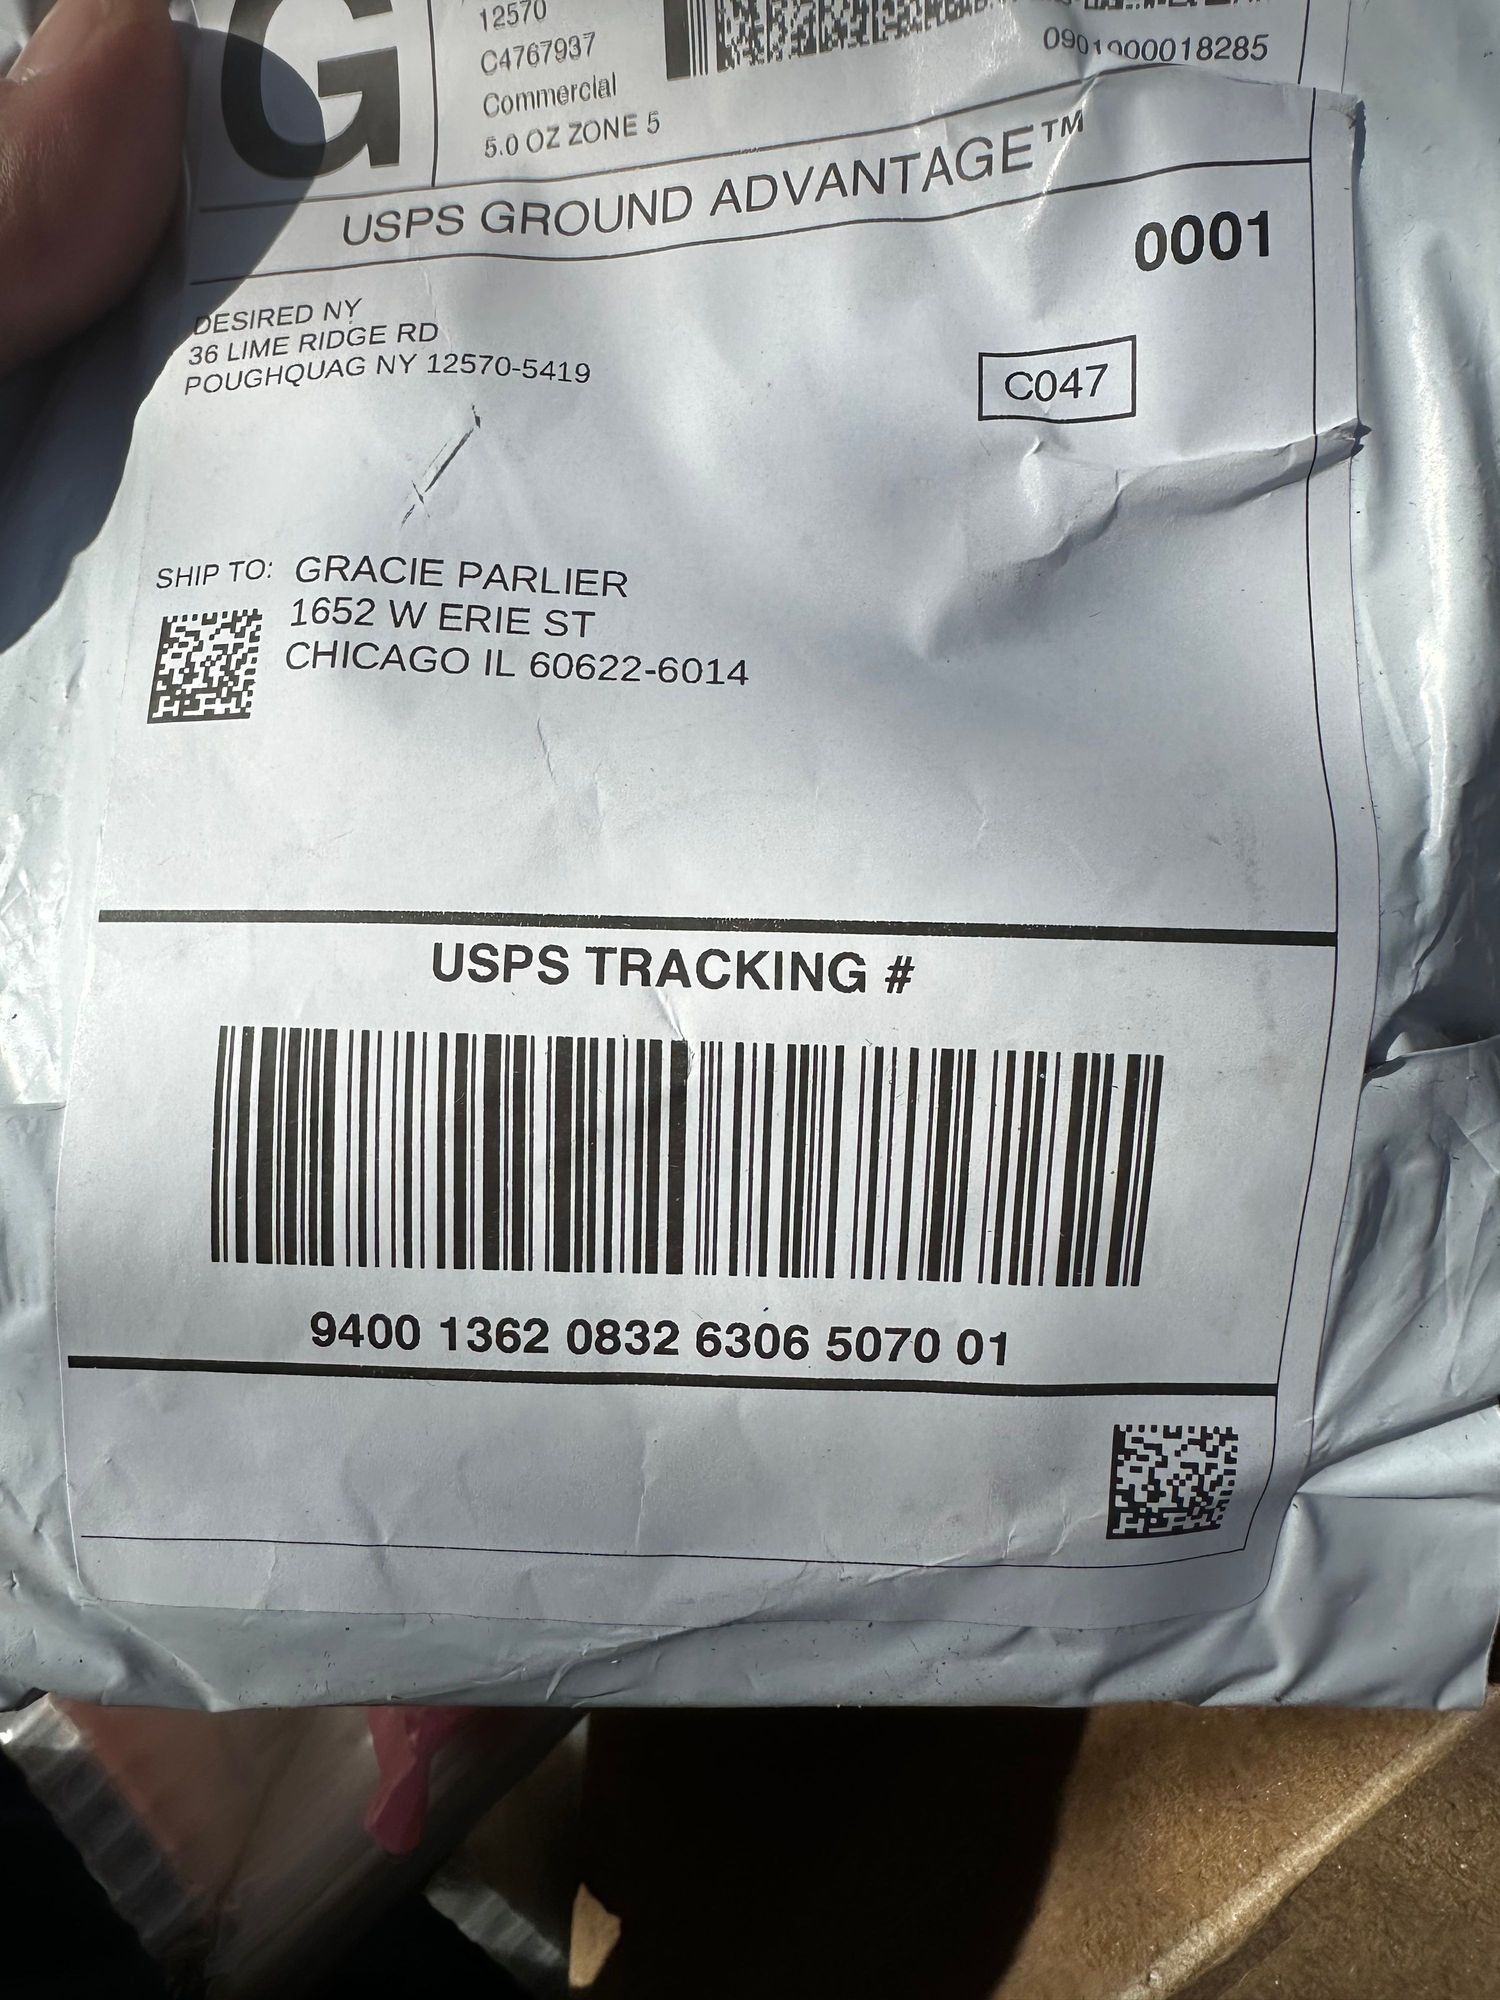 G
12570
C4767937
Commercial
5.0 OZ ZONE 5
0901000018285
USPS GROUND ADVANTAGE™
0001
DESIRED NY
36 LIME RIDGE RD
POUGHQUAG NY 12570-5419
C047
SHIP TO: GRACIE PARLIER
1652 W ERIE ST
CHICAGO IL 60622-6014
USPS TRACKING #
9400 1362 0832 6306 5070 01